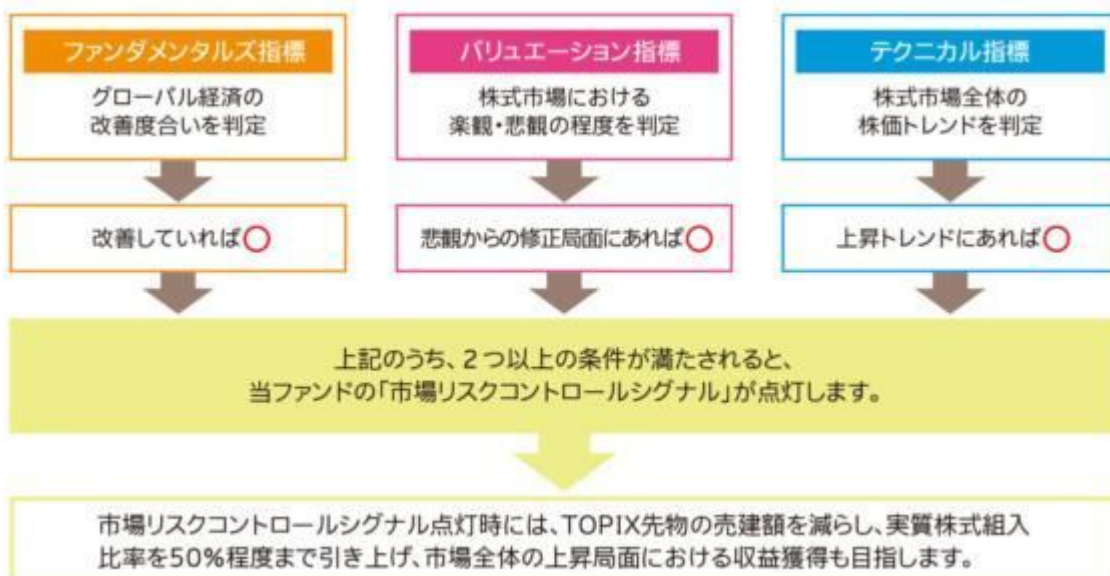 ファンダメンタルズ指標
グローバル経済の
改善度合いを判定
バリュエーション指標
株式市場における
楽観・悲観の程度を判定
テクニカル指標
株式市場全体の
株価トレンドを判定
改善していれば〇
悲観からの修正局面にあれば〇
上昇トレンドにあれば〇
上記のうち、2つ以上の条件が満たされると、
当ファンドの「市場リスクコントロールシグナル」が点灯します。
市場リスクコントロールシグナル点灯時には、TOPIX先物の売建額を減らし、実質株式組入
比率を50%程度まで引き上げ、市場全体の上昇局面における収益獲得も目指します。